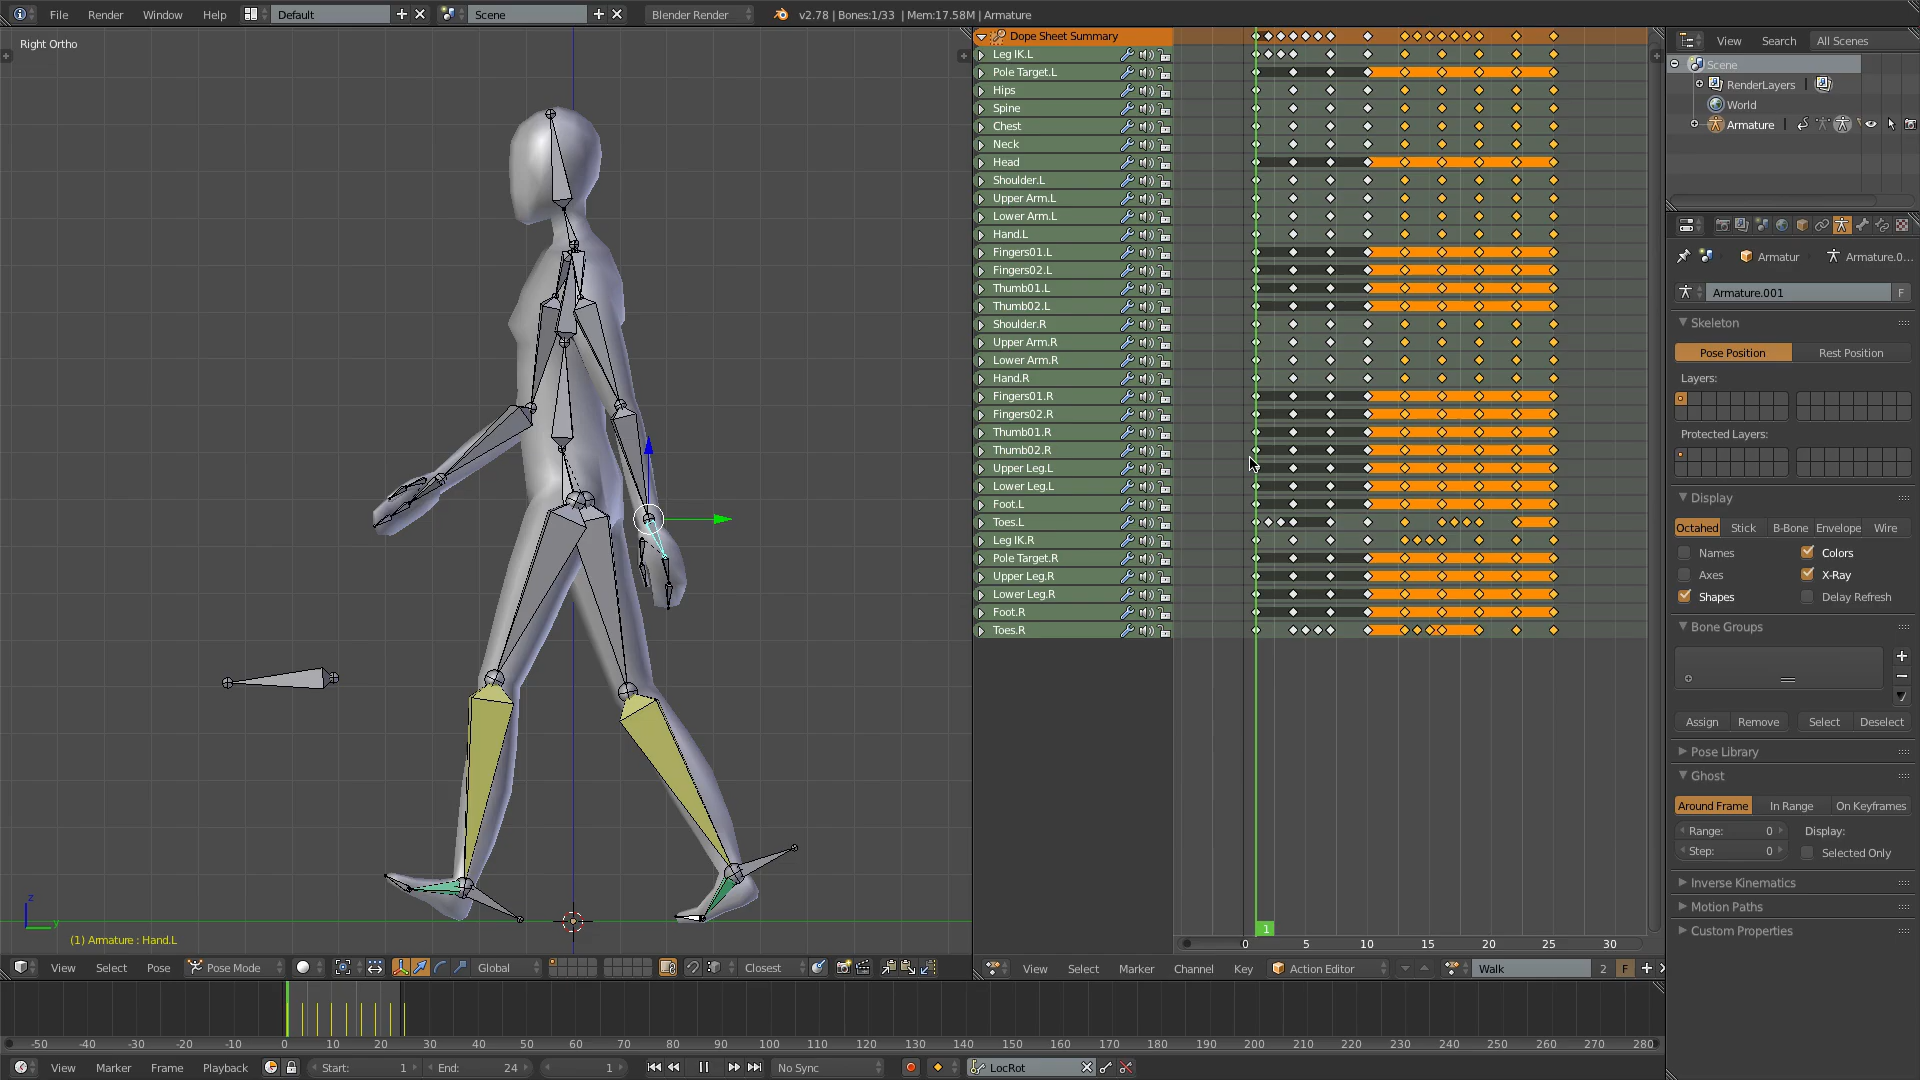 File Render Window Help Default Scene Blender Render v2.78 | Bones:1/33 | Mem:17.58M | Armature
Right Ortho
Dope Sheet Summary
Leg IK.L
Pole Target.L
Hips
Spine
Chest
Neck
Head
Shoulder.L
Upper Arm.L
Lower Arm.L
Hand.L
Fingers01.L
Fingers02.L
Thumb01.L
Thumb02.L
Shoulder.R
Upper Arm.R
Lower Arm.R
Hand.R
Fingers01.R
Fingers02.R
Thumb01.R
Thumb02.R
Upper Leg.L
Lower Leg.L
Foot.L
Toes.L
Leg IK.R
Pole Target.R
Upper Leg.R
Lower Leg.R
Foot.R
Toes.R
1
0 5 10 15 20 25 30
View Search All Scenes
Scene
RenderLayers
World
Armature
Armatur Armature.0...
Armature.001 F
Skeleton
Pose Position Rest Position
Layers:
Protected Layers:
Display
Octahed Stick B-Bone Envelope Wire
Names Colors
Axes X-Ray
Shapes Delay Refresh
Bone Groups
Assign Remove Select Deselect
Pose Library
Ghost
Around Frame In Range On Keyframes
Range: 0 Display:
Step: 0 Selected Only
Inverse Kinematics
Motion Paths
Custom Properties
z
y
(1) Armature : Hand.L
View Select Pose Pose Mode Global Closest
View Select Marker Channel Key Action Editor Walk 2 F
-50 -40 -30 -20 -10 0 10 20 30 40 50 60 70 80 90 100 110 120 130 140 150 160 170 180 190 200 210 220 230 240 250 260 270 280
View Marker Frame Playback Start: 1 End: 24 1 No Sync LocRot